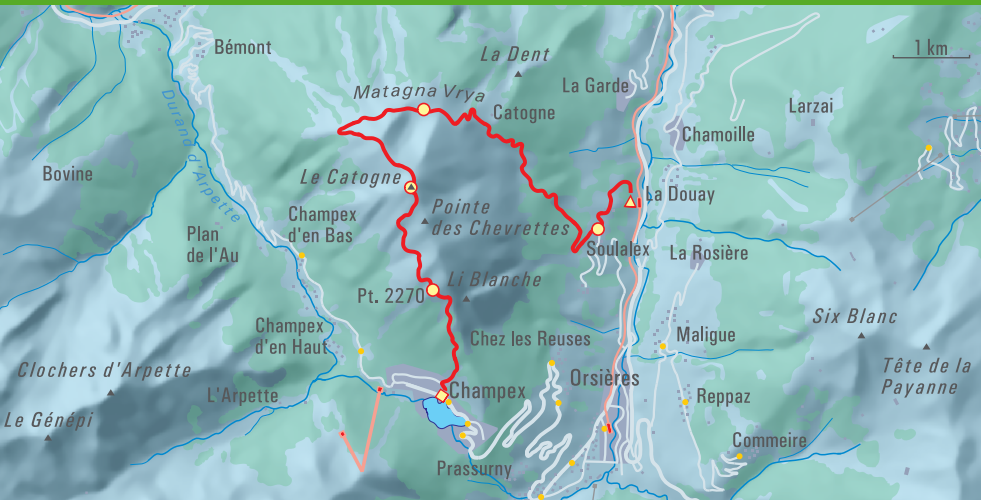 Bémont
La Dent
1 km
La Garde
Matagna Vrya
Catogne
Larzai
Durand d'Arpette
Chamoille
Bovine
Le Catogne
La Douay
Champex
d'en Bas
Pointe
des Chevrettes
Plan
de l'Au
Soulalex
La Rosière
Li Blanche
Pt. 2270
Six Blanc
Champex
d'en Haut
Chez les Reuses
Maligue
Clochers d'Arpette
Tête de la
Payanne
Orsières
L'Arpette
Champex
Reppaz
Le Génépi
Commeire
Prassurny